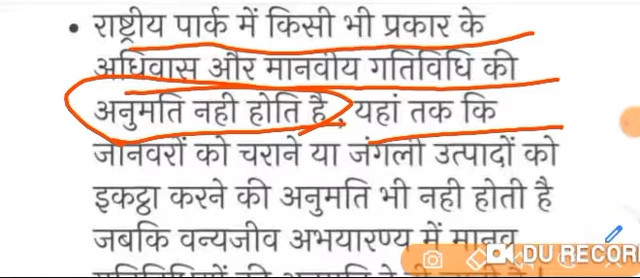 • राष्ट्रीय पार्क में किसी भी प्रकार के
अधिवास और मानवीय गतिविधि की
अनुमति नही होति है, यहां तक कि
जानवरों को चराने या जंगली उत्पादों को
इकट्ठा करने की अनुमति भी नही होती है
जबकि वन्यजीव अभयारण्य में मानव
DU RECOR